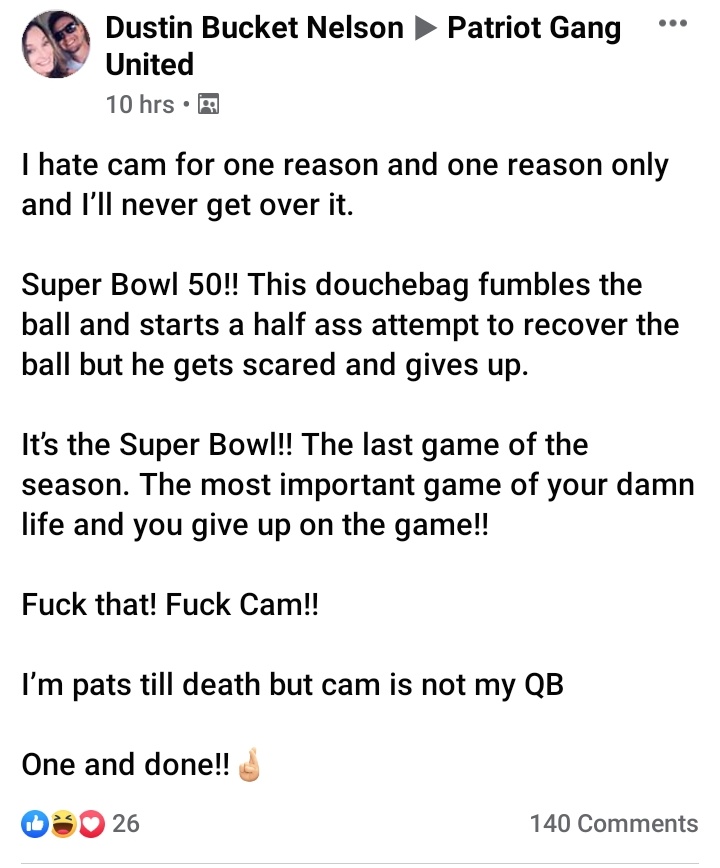 Dustin Bucket Nelson ▶ Patriot Gang
United
10 hrs •
I hate cam for one reason and one reason only
and I’ll never get over it.
Super Bowl 50!! This douchebag fumbles the
ball and starts a half ass attempt to recover the
ball but he gets scared and gives up.
It’s the Super Bowl!! The last game of the
season. The most important game of your damn
life and you give up on the game!!
Fuck that! Fuck Cam!!
I’m pats till death but cam is not my QB
One and done!! 🤞🏼
26
140 Comments